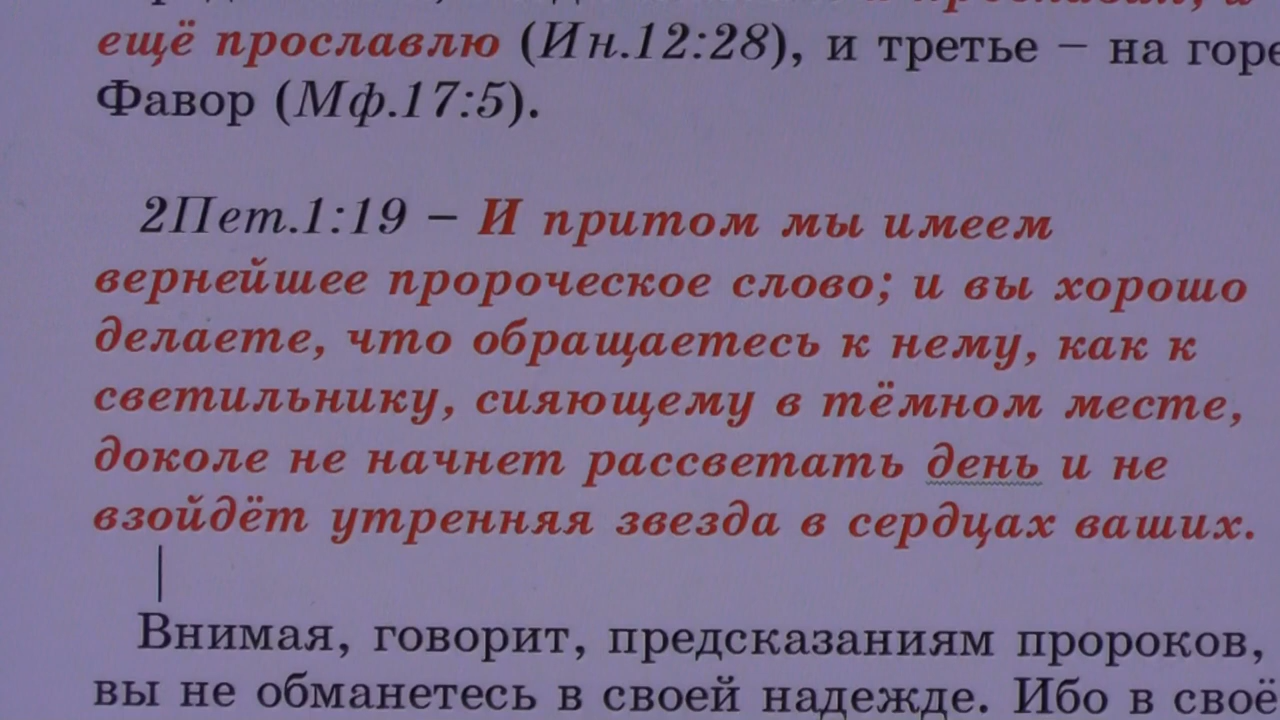 ещё прославлю (Ин.12:28), и третье – на горе
Фавор (Мф.17:5).
2Пет.1:19 – И притом мы имеем
вернейшее пророческое слово; и вы хорошо
делаете, что обращаетесь к нему, как к
светильнику, сияющему в тёмном месте,
доколе не начнет рассветать день и не
взойдёт утренняя звезда в сердцах ваших.
Внимая, говорит, предсказаниям пророков,
вы не обманетесь в своей надежде. Ибо в своё